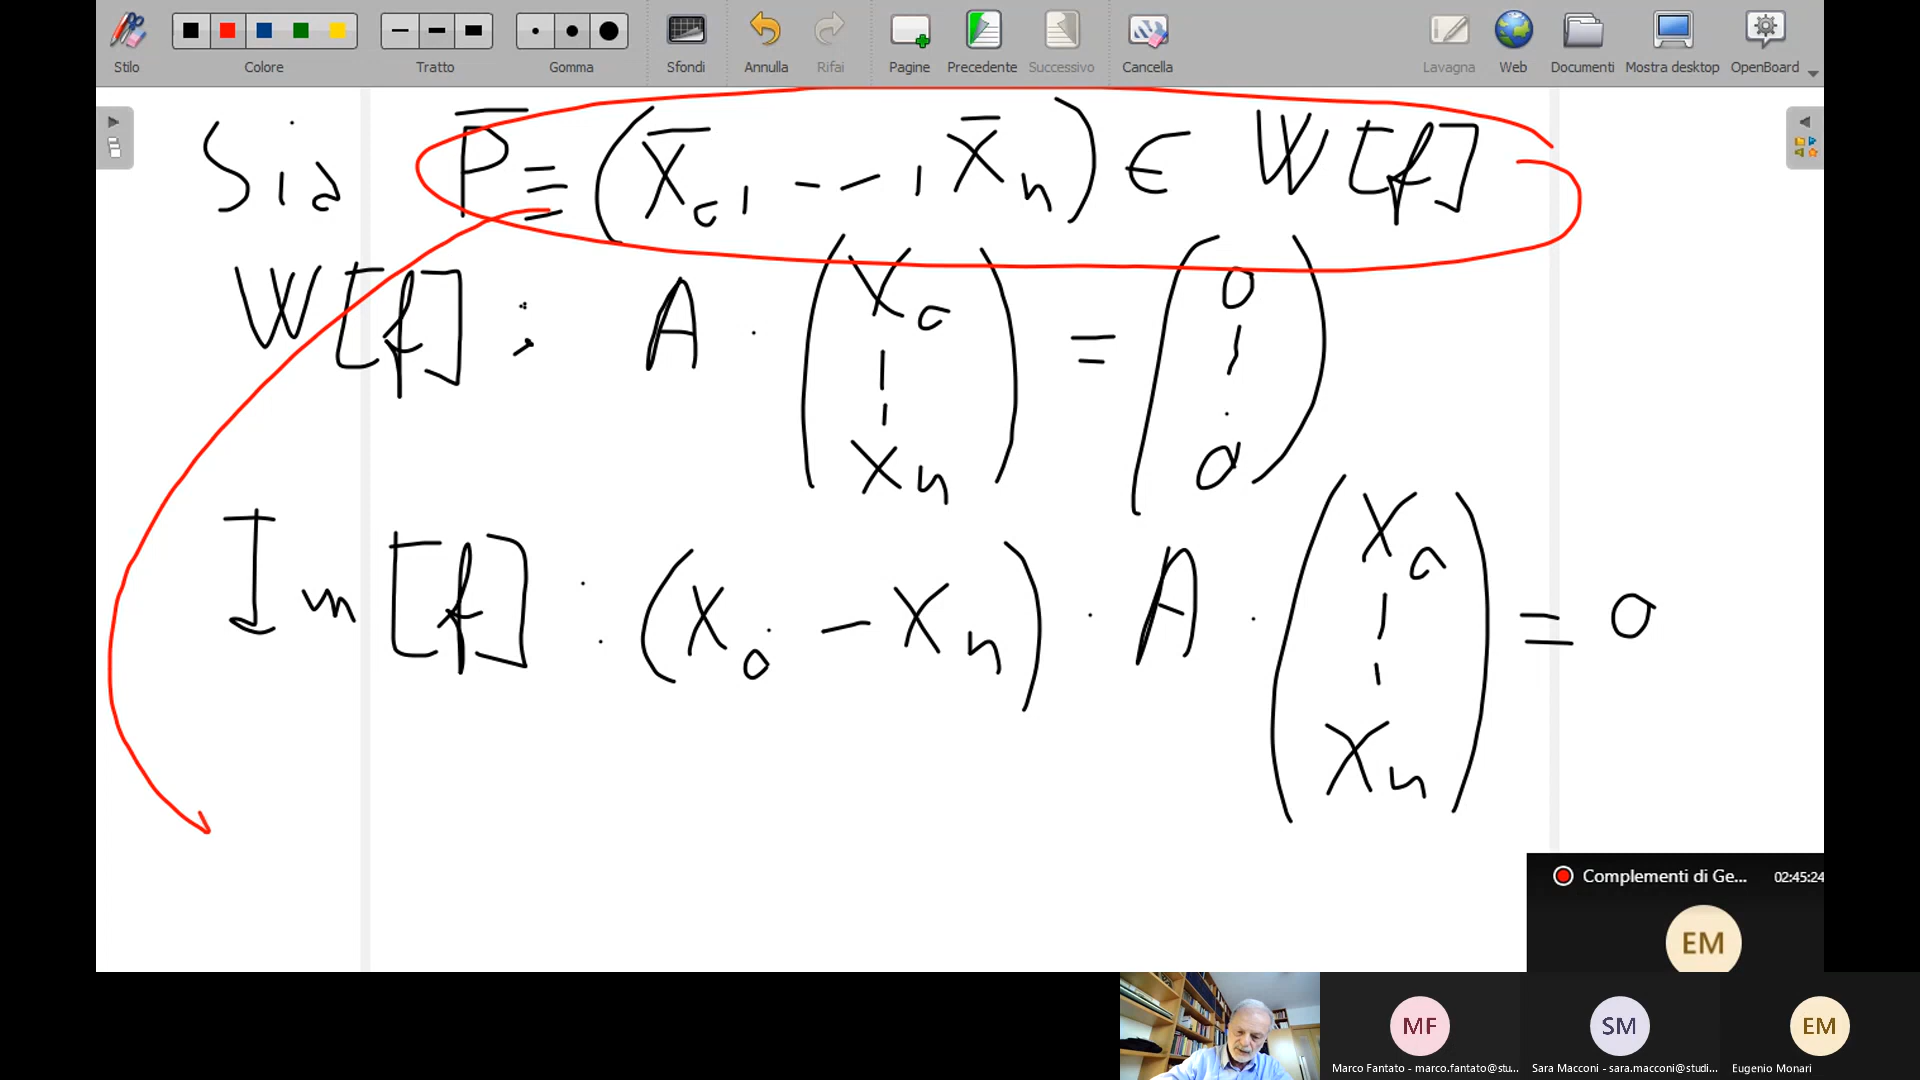 Stilo Colore Tratto Gomma Sfondi Annulla Rifai Pagine Precedente Successivo Cancella Lavagna Web Documenti Mostra desktop OpenBoard
Sia P̅ ≡ (X̅₀, - - , X̅ₙ) ∈ W[f]
W[f] : A · (X₀ ¦ Xₙ) = (0 ¦ 0)
Im[f] : (X₀ — Xₙ) · A · (X₀ ¦ Xₙ) = 0
Complementi di Ge... 02:45:24
EM
MF SM EM
Marco Fantato - marco.fantato@stu... Sara Macconi - sara.macconi@studi... Eugenio Monari